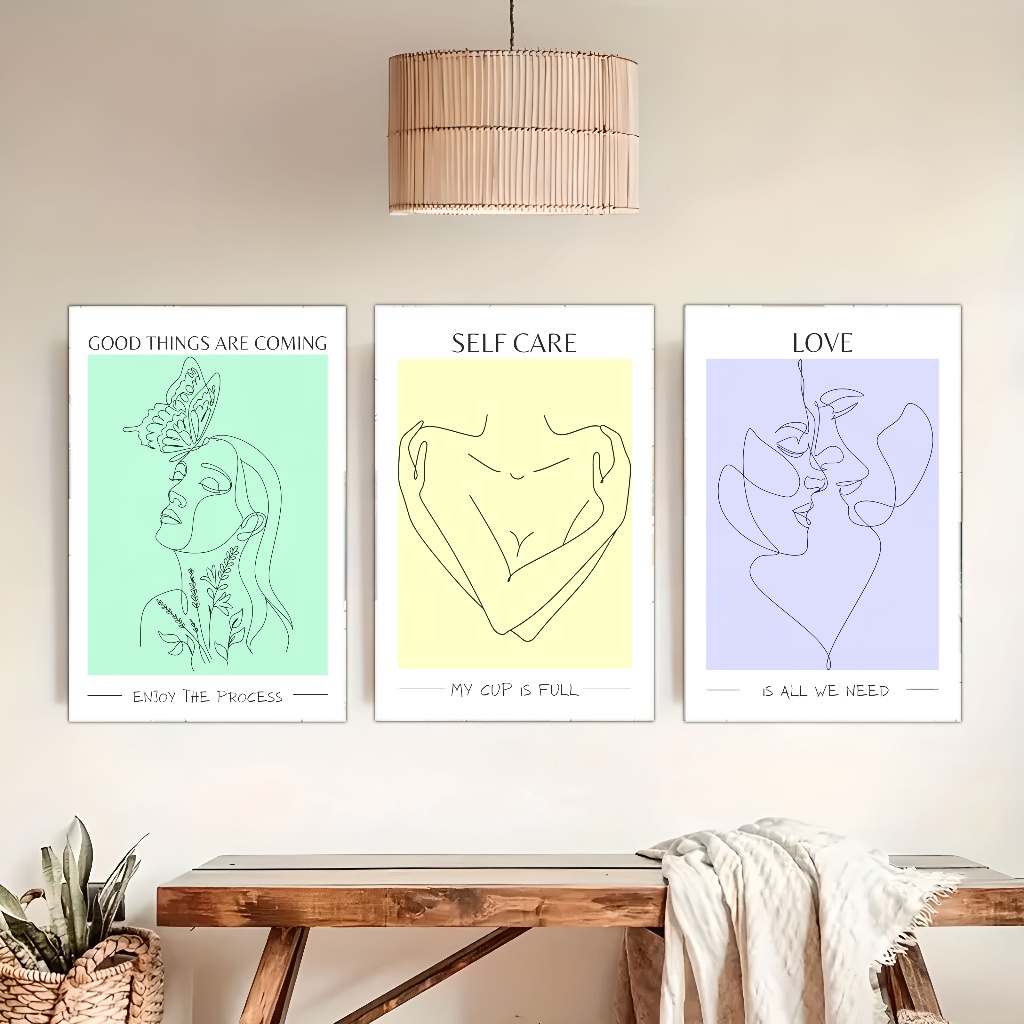 GOOD THINGS ARE COMING
ENJOY THE PROCESS
SELF CARE
MY CUP IS FULL
LOVE
IS ALL WE NEED